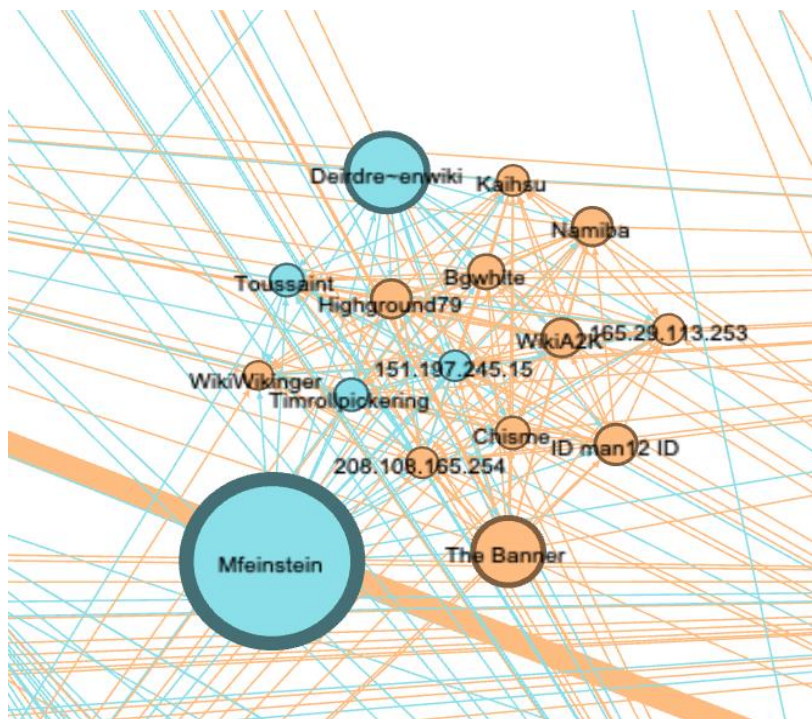 Deirdre~enwiki
Kaihsu
Namiba
Toussaint
Bgwhite
Highground79
WikiA2K
165.29.113.253
WikiWikinger
151.197.245.15
Timrollpickering
Chisme
ID man12 ID
208.108.165.254
Mfeinstein
The Banner